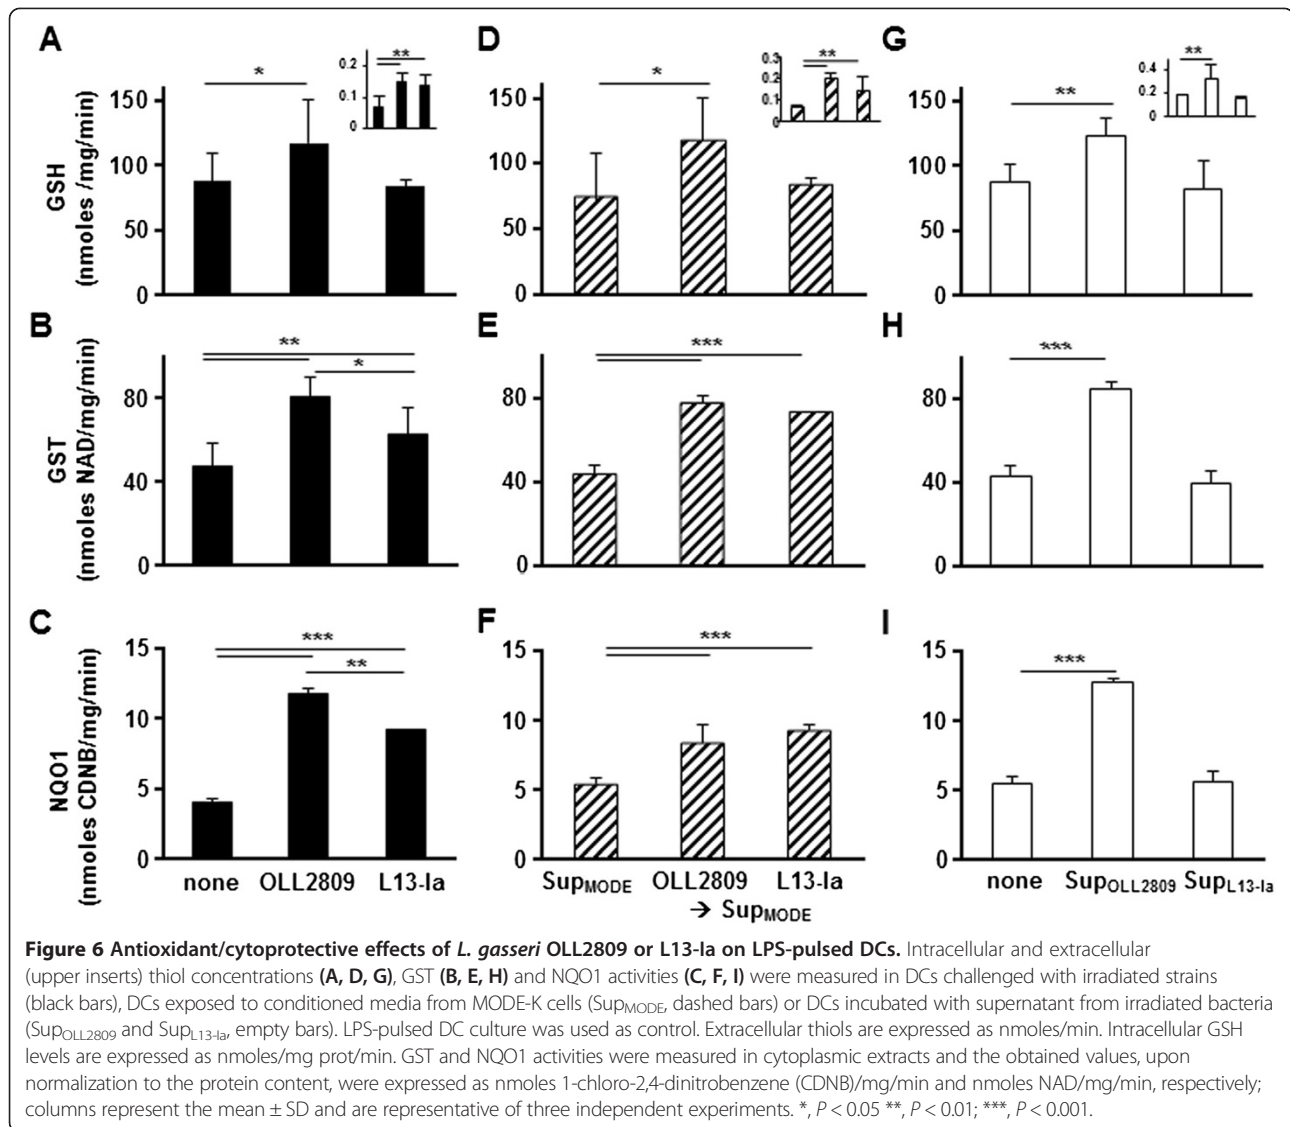 A
*
**
0.2
0.1
0
150
100
50
0
GSH
(nmoles /mg/min)
D
*
**
0.3
0.2
0.1
0
150
100
50
0
G
**
**
0.4
0.2
0
150
100
50
0
B
**
*
80
40
0
GST
(nmoles NAD/mg/min)
E
***
80
40
0
H
***
80
40
0
C
***
**
15
10
5
0
NQO1
(nmoles CDNB/mg/min)
none OLL2809 L13-Ia
F
***
15
10
5
0
SupMODE OLL2809 L13-Ia
→ SupMODE
I
***
15
10
5
0
none SupOLL2809 SupL13-Ia
Figure 6 Antioxidant/cytoprotective effects of L. gasseri OLL2809 or L13-Ia on LPS-pulsed DCs. Intracellular and extracellular
(upper inserts) thiol concentrations (A, D, G), GST (B, E, H) and NQO1 activities (C, F, I) were measured in DCs challenged with irradiated strains
(black bars), DCs exposed to conditioned media from MODE-K cells (SupMODE, dashed bars) or DCs incubated with supernatant from irradiated bacteria
(SupOLL2809 and SupL13-Ia, empty bars). LPS-pulsed DC culture was used as control. Extracellular thiols are expressed as nmoles/min. Intracellular GSH
levels are expressed as nmoles/mg prot/min. GST and NQO1 activities were measured in cytoplasmic extracts and the obtained values, upon
normalization to the protein content, were expressed as nmoles 1-chloro-2,4-dinitrobenzene (CDNB)/mg/min and nmoles NAD/mg/min, respectively;
columns represent the mean ± SD and are representative of three independent experiments. *, P < 0.05 **, P < 0.01; ***, P < 0.001.